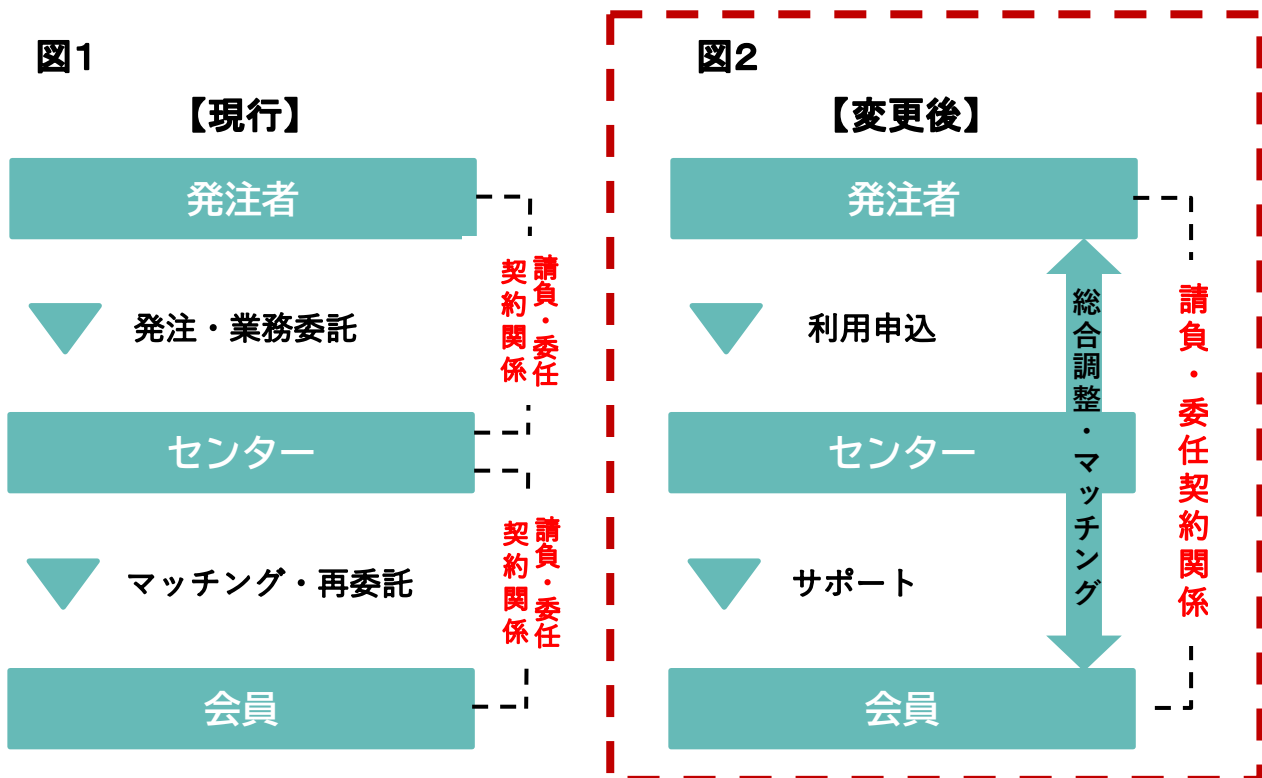 図1
【現行】
発注者
発注・業務委託
請負・委任
契約関係
センター
マッチング・再委託
請負・委任
契約関係
会員
図2
【変更後】
発注者
利用申込
センター
サポート
会員
総合調整・マッチング
請負・委任契約関係